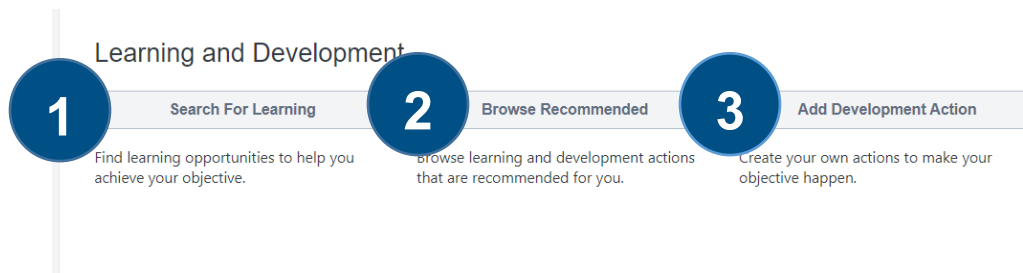 Learning and Development
1
Search For Learning
2
Browse Recommended
3
Add Development Action
Find learning opportunities to help you
achieve your objective.
Browse learning and development actions
that are recommended for you.
Create your own actions to make your
objective happen.